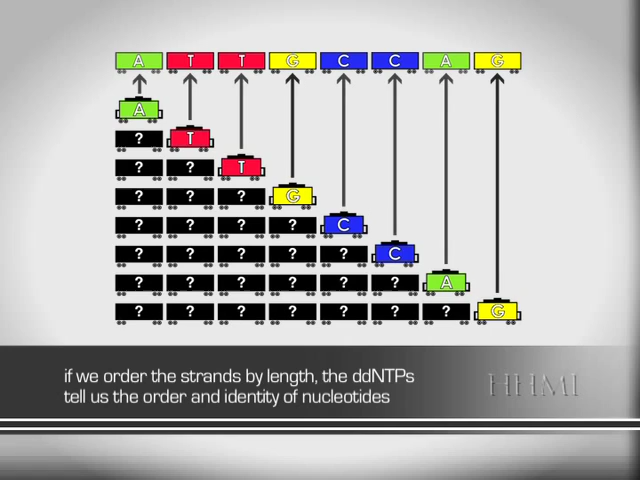 A T T G C C A G
A
? T
? ? T
? ? ? G
? ? ? ? C
? ? ? ? ? C
? ? ? ? ? ? A
? ? ? ? ? ? ? G
if we order the strands by length, the ddNTPs
tell us the order and identity of nucleotides
HHMI